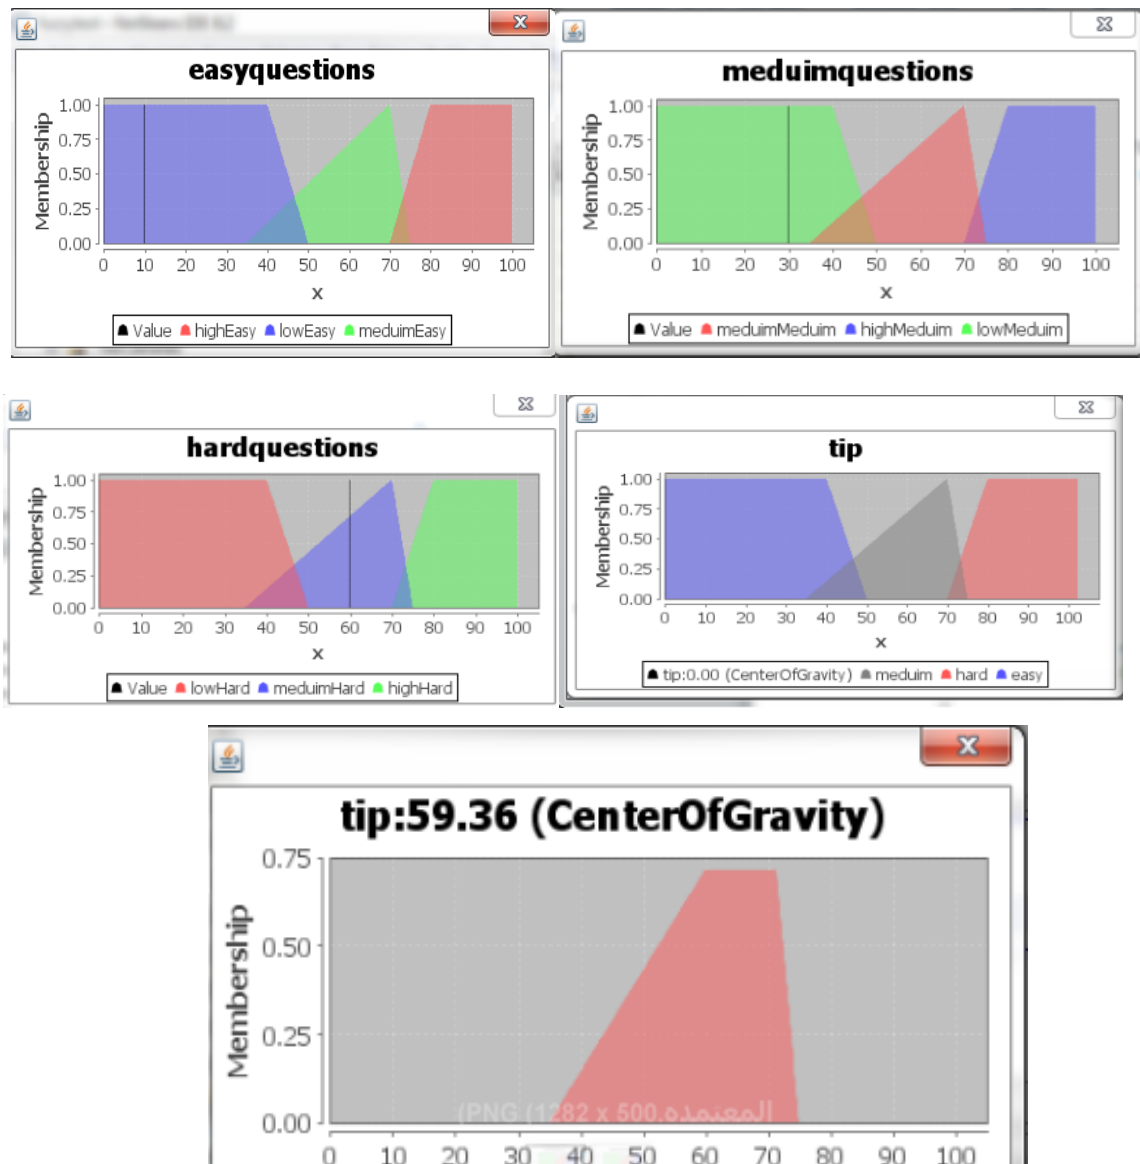 easyquestions
Membership
1.00
0.75
0.50
0.25
0.00
0 10 20 30 40 50 60 70 80 90 100
x
Value highEasy lowEasy meduimEasy
meduimquestions
Membership
1.00
0.75
0.50
0.25
0.00
0 10 20 30 40 50 60 70 80 90 100
x
Value meduimMeduim highMeduim lowMeduim
hardquestions
Membership
1.00
0.75
0.50
0.25
0.00
0 10 20 30 40 50 60 70 80 90 100
x
Value lowHard meduimHard highHard
tip
Membership
1.00
0.75
0.50
0.25
0.00
0 10 20 30 40 50 60 70 80 90 100
x
tip:0.00 (CenterOfGravity) meduim hard easy
tip:59.36 (CenterOfGravity)
Membership
0.75
0.50
0.25
0.00
(PNG (1282 x 500.المعتمده
0 10 20 30 40 50 60 70 80 90 100